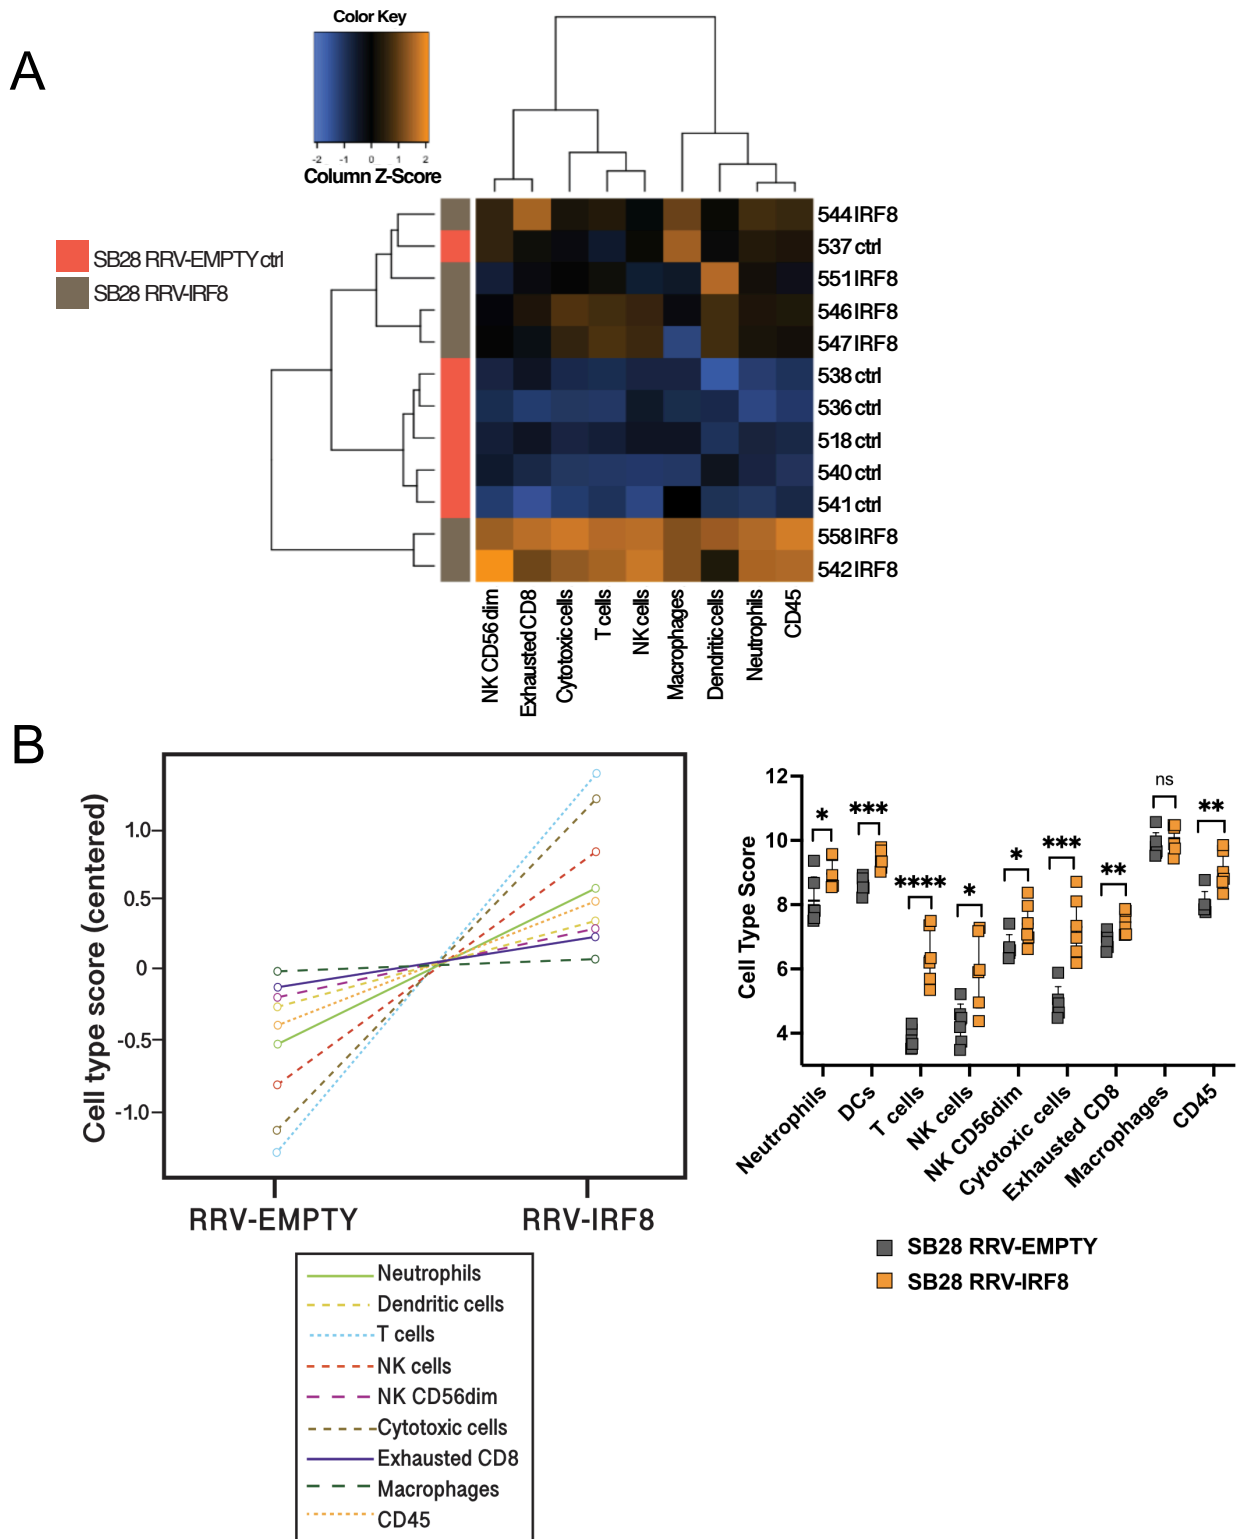 A
Color Key
-2 -1 0 1 2
Column Z-Score
SB28 RRV-EMPTY ctrl
SB28 RRV-IRF8
544 IRF8
537 ctrl
551 IRF8
546 IRF8
547 IRF8
538 ctrl
536 ctrl
518 ctrl
540 ctrl
541 ctrl
558 IRF8
542 IRF8
NK CD56 dim
Exhausted CD8
Cytotoxic cells
T cells
NK cells
Macrophages
Dendritic cells
Neutrophils
CD45
B
Cell type score (centered)
1.0
0.5
0
-0.5
-1.0
RRV-EMPTY
RRV-IRF8
Neutrophils
Dendritic cells
T cells
NK cells
NK CD56dim
Cytotoxic cells
Exhausted CD8
Macrophages
CD45
Cell Type Score
12
10
8
6
4
*
***
****
*
*
***
**
ns
**
Neutrophils
DCs
T cells
NK cells
NK CD56dim
Cytotoxic cells
Exhausted CD8
Macrophages
CD45
SB28 RRV-EMPTY
SB28 RRV-IRF8